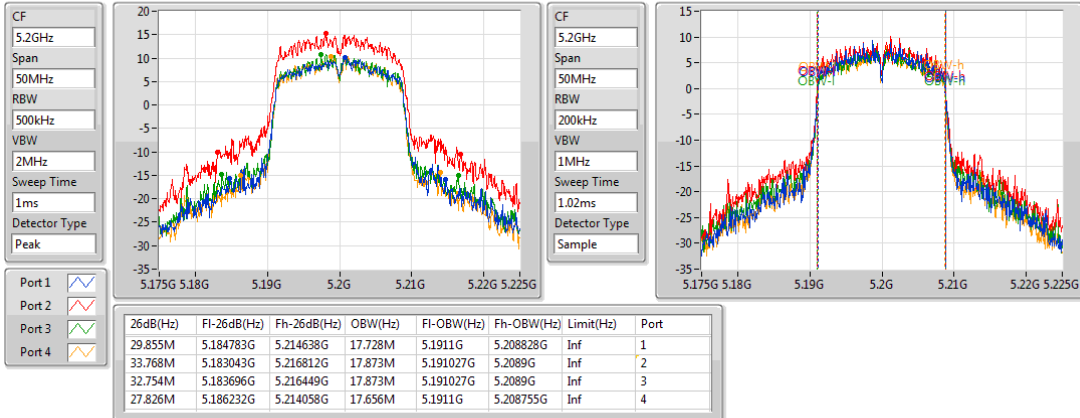 CF
5.2GHz
Span
50MHz
RBW
500kHz
VBW
2MHz
Sweep Time
1ms
Detector Type
Peak
20
15
10
5
0
-5
-10
-15
-20
-25
-30
-35
5.175G 5.18G 5.19G 5.2G 5.21G 5.22G 5.225G
CF
5.2GHz
Span
50MHz
RBW
200kHz
VBW
1MHz
Sweep Time
1.02ms
Detector Type
Sample
15
10
5
0
-5
-10
-15
-20
-25
-30
-35
OBW-h
OBW-l
OBW-h
5.175G 5.18G 5.19G 5.2G 5.21G 5.22G 5.225G
Port 1
Port 2
Port 3
Port 4
26dB(Hz) Fl-26dB(Hz) Fh-26dB(Hz) OBW(Hz) Fl-OBW(Hz) Fh-OBW(Hz) Limit(Hz) Port
29.855M 5.184783G 5.214638G 17.728M 5.1911G 5.208828G Inf 1
33.768M 5.183043G 5.216812G 17.873M 5.191027G 5.2089G Inf 2
32.754M 5.183696G 5.216449G 17.873M 5.191027G 5.2089G Inf 3
27.826M 5.186232G 5.214058G 17.656M 5.1911G 5.208755G Inf 4